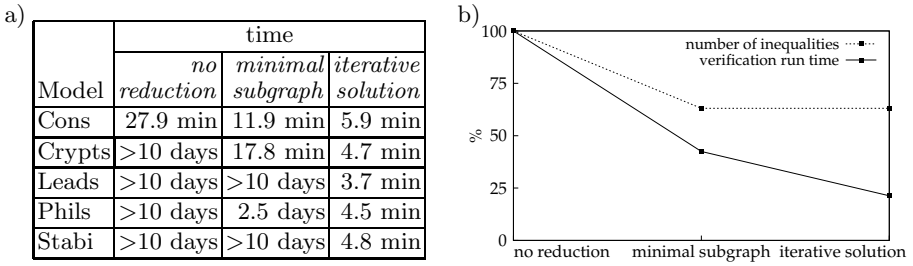 a)
time
Model no reduction minimal subgraph iterative solution
Cons 27.9 min 11.9 min 5.9 min
Crypts >10 days 17.8 min 4.7 min
Leads >10 days >10 days 3.7 min
Phils >10 days 2.5 days 4.5 min
Stabi >10 days >10 days 4.8 min
b)
100
75
50
25
0
%
number of inequalities
verification run time
no reduction minimal subgraph iterative solution